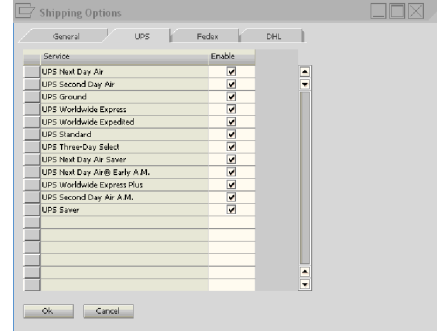 Shipping Options
General UPS Fedex DHL
Service Enable
UPS Next Day Air
UPS Second Day Air
UPS Ground
UPS Worldwide Express
UPS Worldwide Expedited
UPS Standard
UPS Three-Day Select
UPS Next Day Air Saver
UPS Next Day Air® Early A.M.
UPS Worldwide Express Plus
UPS Second Day Air A.M.
UPS Saver
Ok Cancel